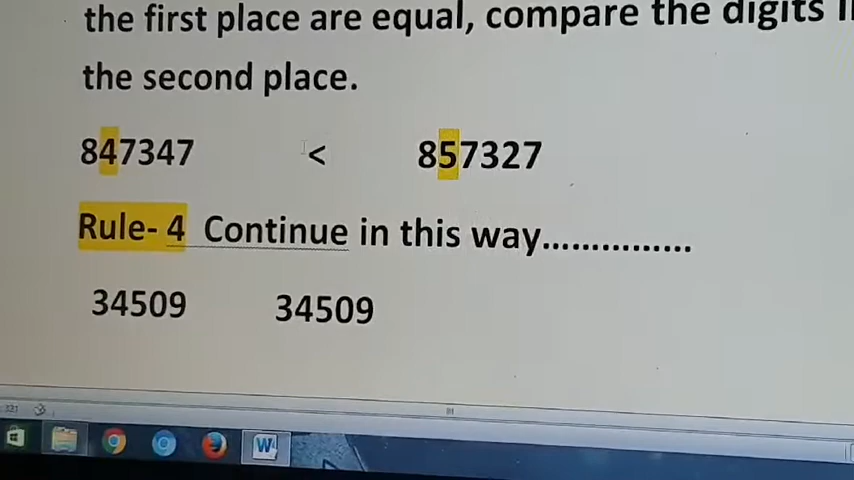 the first place are equal, compare the digits
the second place.
847347 < 857327
Rule- 4 Continue in this way...............
34509 34509